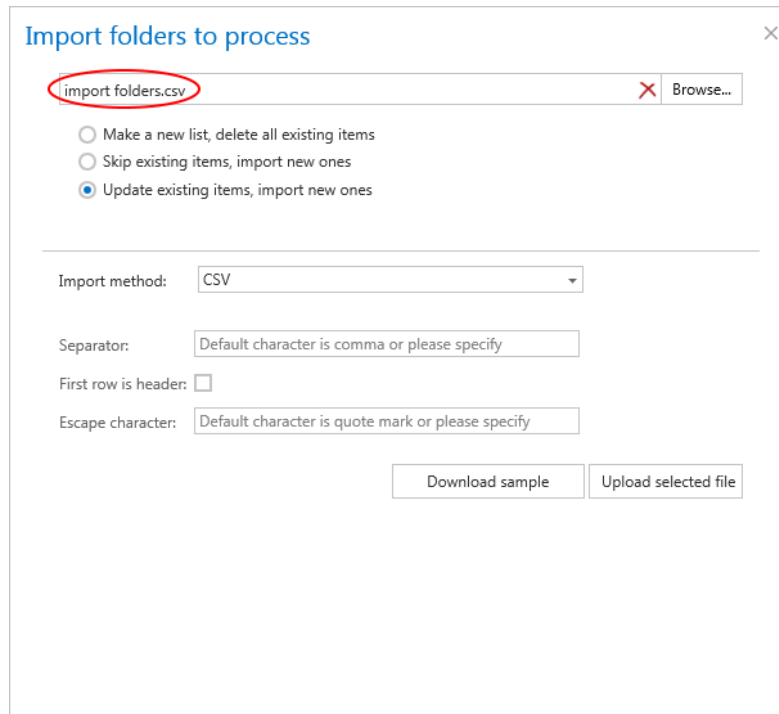 Import folders to process
import folders.csv
Browse...
Make a new list, delete all existing items
Skip existing items, import new ones
Update existing items, import new ones
Import method: CSV
Separator: Default character is comma or please specify
First row is header:
Escape character: Default character is quote mark or please specify
Download sample
Upload selected file